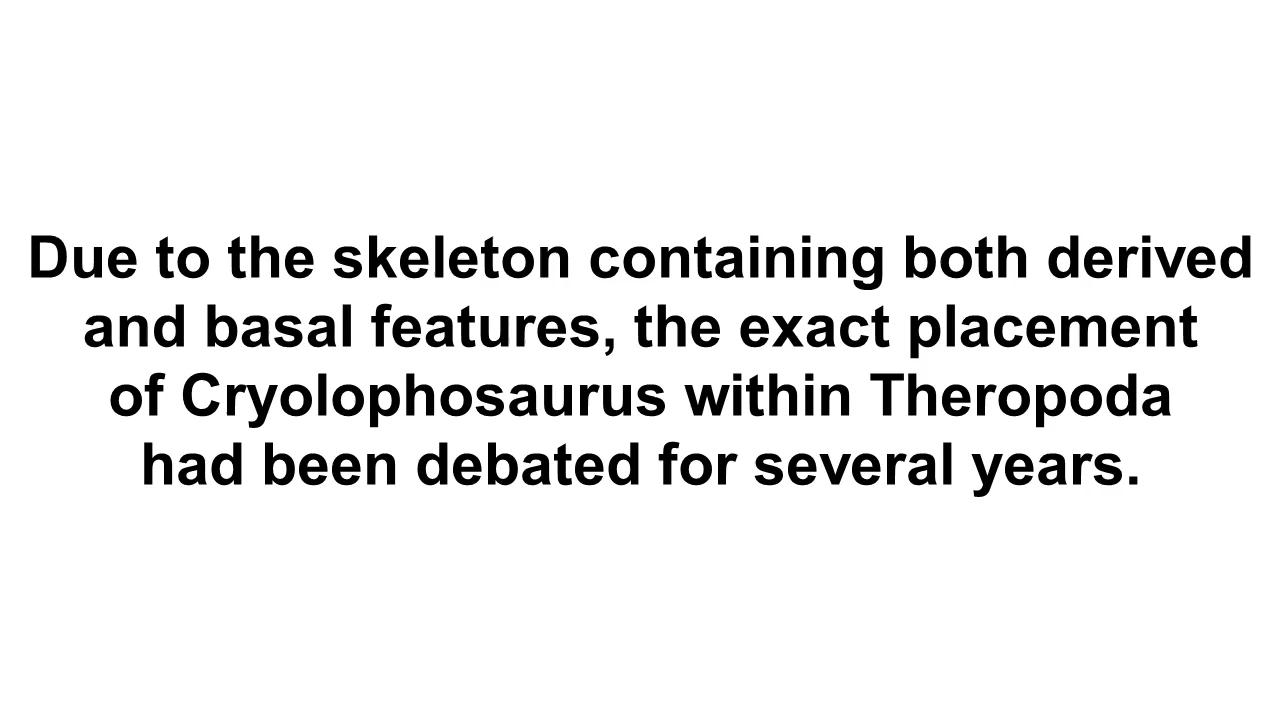 Due to the skeleton containing both derived
and basal features, the exact placement
of Cryolophosaurus within Theropoda
had been debated for several years.